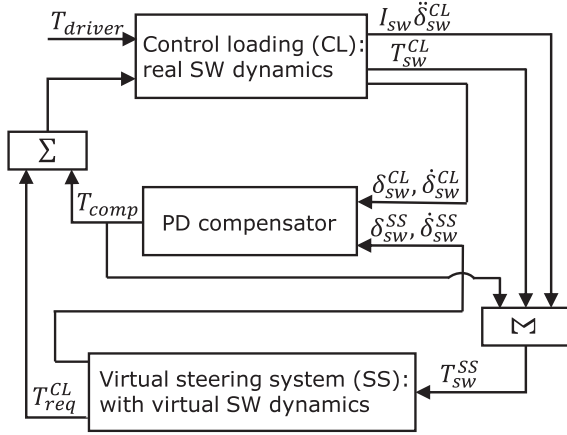 T_driver
Control loading (CL):
real SW dynamics
I_sw δ̈_sw^CL
T_sw^CL
Σ
δ_sw^CL, δ̇_sw^CL
T_comp
PD compensator
δ_sw^SS, δ̇_sw^SS
Σ
Virtual steering system (SS):
with virtual SW dynamics
T_sw^SS
T_req^CL